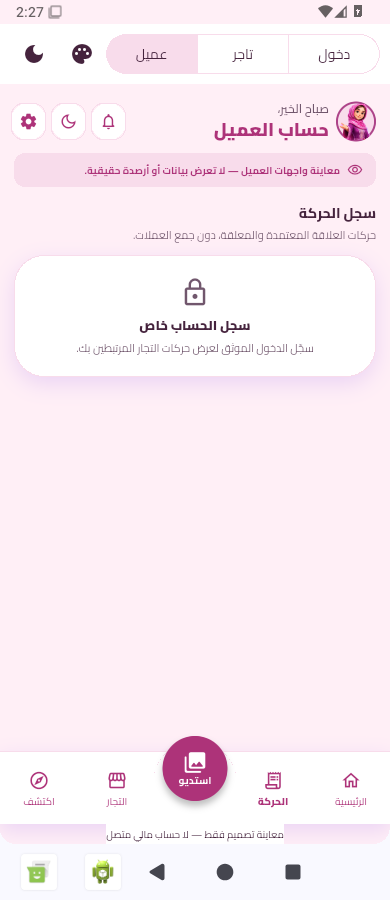 2:27
دخول
تاجر
عميل
صباح الخير،
حساب العميل
معاينة واجهات العميل — لا تعرض بيانات أو أرصدة حقيقية.
سجل الحركة
حركات العلاقة المعتمدة والمعلقة، دون جمع العملات.
سجل الحساب خاص
سجّل الدخول الموثق لعرض حركات التجار المرتبطين بك.
الرئيسية
الحركة
استديو
التجار
اكتشف
معاينة تصميم فقط — لا حساب مالي متصل